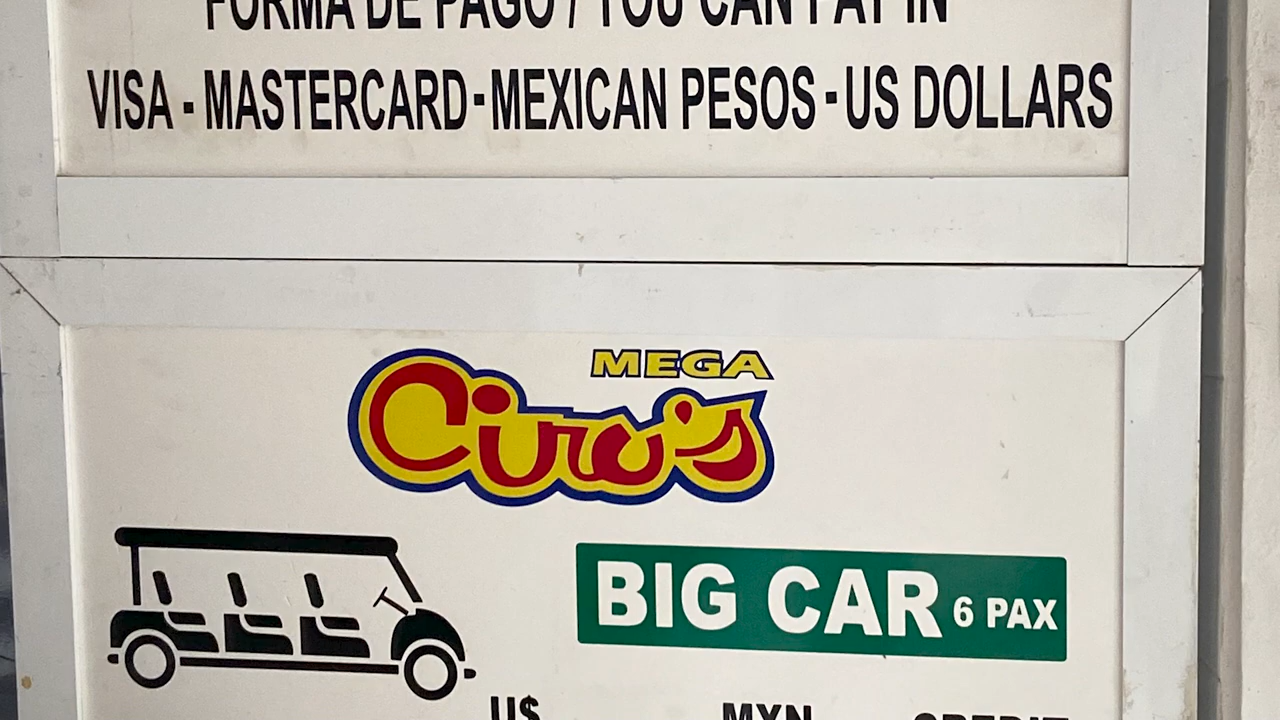 FORMA DE PAGO / YOU CAN PAY IN
VISA - MASTERCARD - MEXICAN PESOS - US DOLLARS
MEGA
Ciro's
BIG CAR 6 PAX
U$ MXN CREDIT